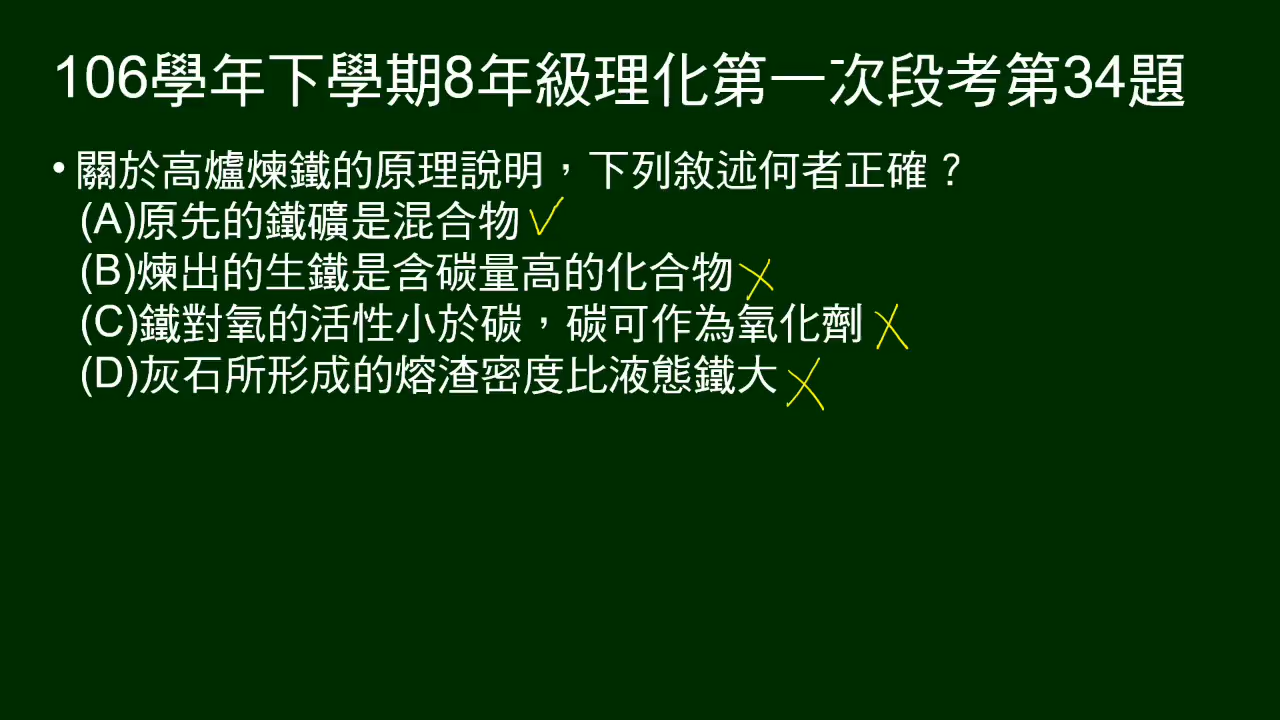 106學年下學期8年級理化第一次段考第34題
•關於高爐煉鐵的原理說明，下列敘述何者正確？
(A)原先的鐵礦是混合物
(B)煉出的生鐵是含碳量高的化合物
(C)鐵對氧的活性小於碳，碳可作為氧化劑
(D)灰石所形成的熔渣密度比液態鐵大